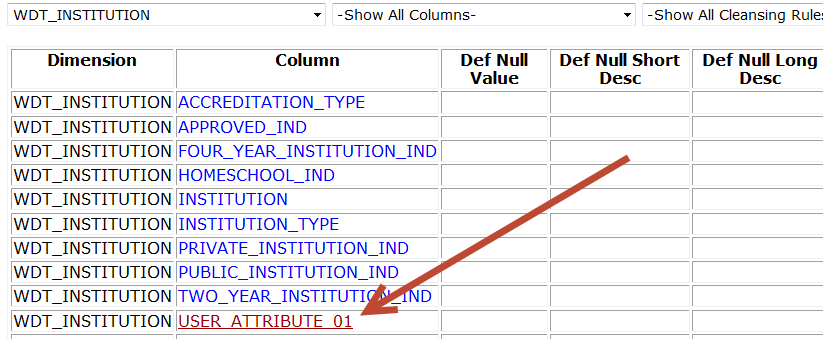 WDT_INSTITUTION -Show All Columns- -Show All Cleansing Rules
Dimension Column Def Null Value Def Null Short Desc Def Null Long Desc
WDT_INSTITUTION ACCREDITATION_TYPE
WDT_INSTITUTION APPROVED_IND
WDT_INSTITUTION FOUR_YEAR_INSTITUTION_IND
WDT_INSTITUTION HOMESCHOOL_IND
WDT_INSTITUTION INSTITUTION
WDT_INSTITUTION INSTITUTION_TYPE
WDT_INSTITUTION PRIVATE_INSTITUTION_IND
WDT_INSTITUTION PUBLIC_INSTITUTION_IND
WDT_INSTITUTION TWO_YEAR_INSTITUTION_IND
WDT_INSTITUTION USER_ATTRIBUTE_01